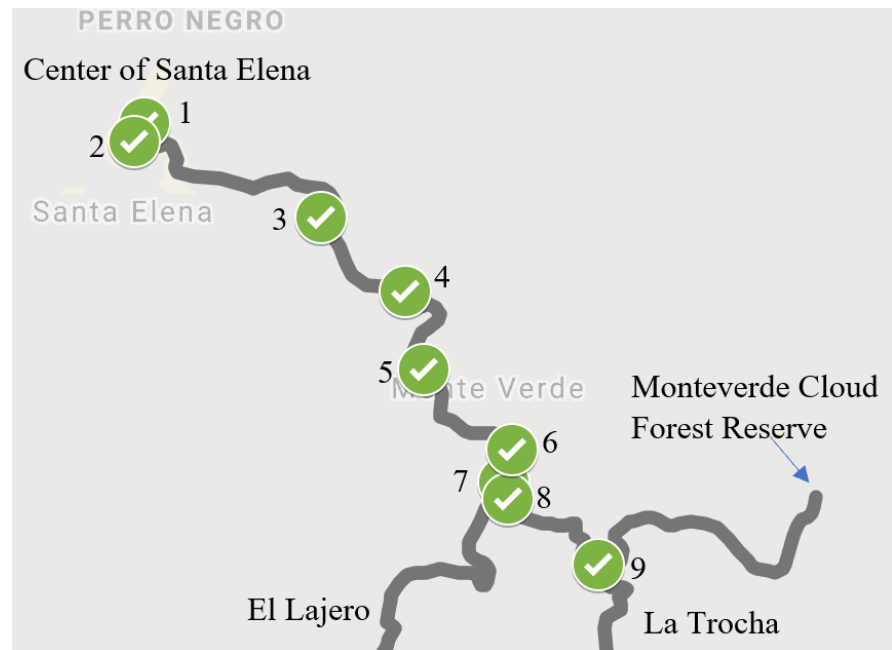 PERRO NEGRO
Center of Santa Elena
1
2
Santa Elena
3
4
5
Monte Verde
Monteverde Cloud
Forest Reserve
6
7
8
9
El Lajero
La Trocha